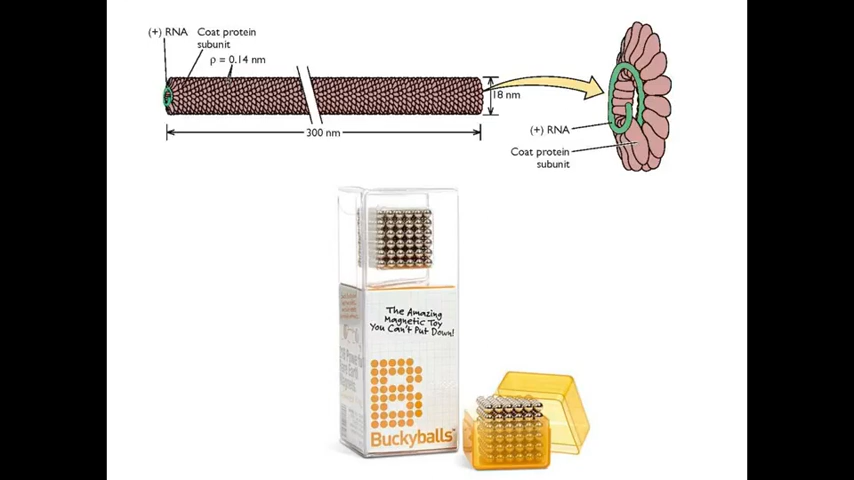 (+) RNA
Coat protein
subunit
ρ = 0.14 nm
18 nm
300 nm
(+) RNA
Coat protein
subunit
The Amazing
Magnetic Toy
You Can't Put Down!
Buckyballs